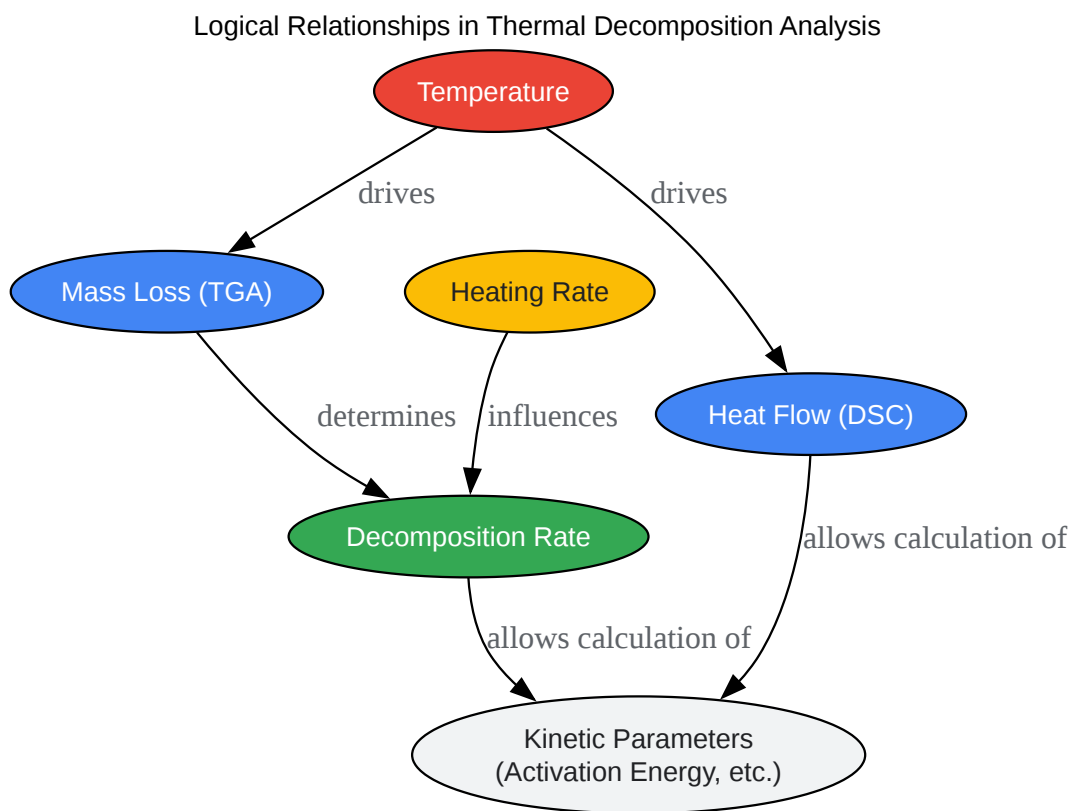 Logical Relationships in Thermal Decomposition Analysis
Temperature
drives
drives
Mass Loss (TGA)
Heating Rate
Heat Flow (DSC)
determines
influences
Decomposition Rate
allows calculation of
allows calculation of
Kinetic Parameters
(Activation Energy, etc.)